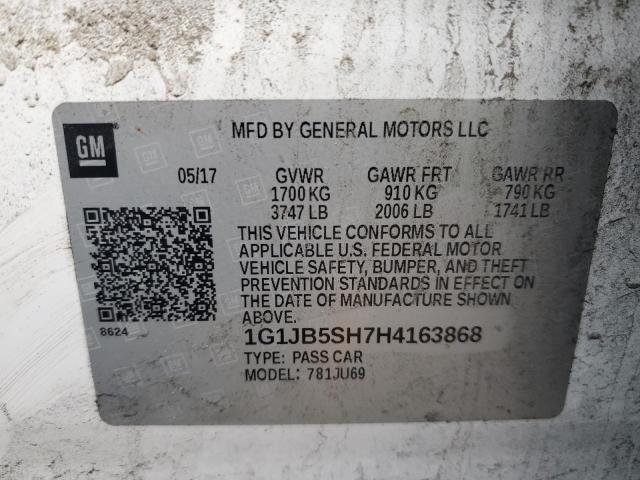 GM
MFD BY GENERAL MOTORS LLC
05/17 GVWR GAWR FRT GAWR RR
1700 KG 910 KG 790 KG
3747 LB 2006 LB 1741 LB
THIS VEHICLE CONFORMS TO ALL
APPLICABLE U.S. FEDERAL MOTOR
VEHICLE SAFETY, BUMPER, AND THEFT
PREVENTION STANDARDS IN EFFECT ON
THE DATE OF MANUFACTURE SHOWN
ABOVE.
8624
1G1JB5SH7H4163868
TYPE: PASS CAR
MODEL: 781JU69